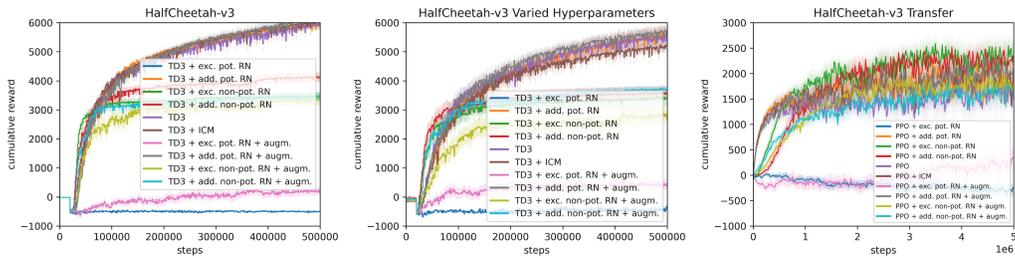 HalfCheetah-v3
6000
5000
4000
3000
2000
1000
0
−1000
cumulative reward
0 100000 200000 300000 400000 500000
steps
TD3 + exc. pot. RN
TD3 + add. pot. RN
TD3 + exc. non-pot. RN
TD3 + add. non-pot. RN
TD3
TD3 + ICM
TD3 + exc. pot. RN + augm.
TD3 + add. pot. RN + augm.
TD3 + exc. non-pot. RN + augm.
TD3 + add. non-pot. RN + augm.
HalfCheetah-v3 Varied Hyperparameters
6000
5000
4000
3000
2000
1000
0
−1000
cumulative reward
0 100000 200000 300000 400000 500000
steps
TD3 + exc. pot. RN
TD3 + add. pot. RN
TD3 + exc. non-pot. RN
TD3 + add. non-pot. RN
TD3
TD3 + ICM
TD3 + exc. pot. RN + augm.
TD3 + add. pot. RN + augm.
TD3 + exc. non-pot. RN + augm.
TD3 + add. non-pot. RN + augm.
HalfCheetah-v3 Transfer
3000
2500
2000
1500
1000
500
0
−500
−1000
cumulative reward
0 1 2 3 4 5
1e6
steps
PPO + exc. pot. RN
PPO + add. pot. RN
PPO + exc. non-pot. RN
PPO + add. non-pot. RN
PPO
PPO + ICM
PPO + exc. pot. RN + augm.
PPO + add. pot. RN + augm.
PPO + exc. non-pot. RN + augm.
PPO + add. non-pot. RN + augm.